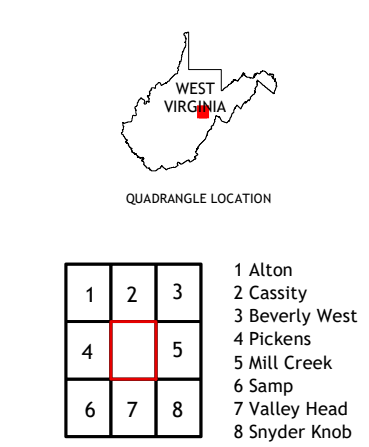 WEST
VIRGINIA
QUADRANGLE LOCATION
1 2 3
4 5
6 7 8
1 Alton
2 Cassity
3 Beverly West
4 Pickens
5 Mill Creek
6 Samp
7 Valley Head
8 Snyder Knob